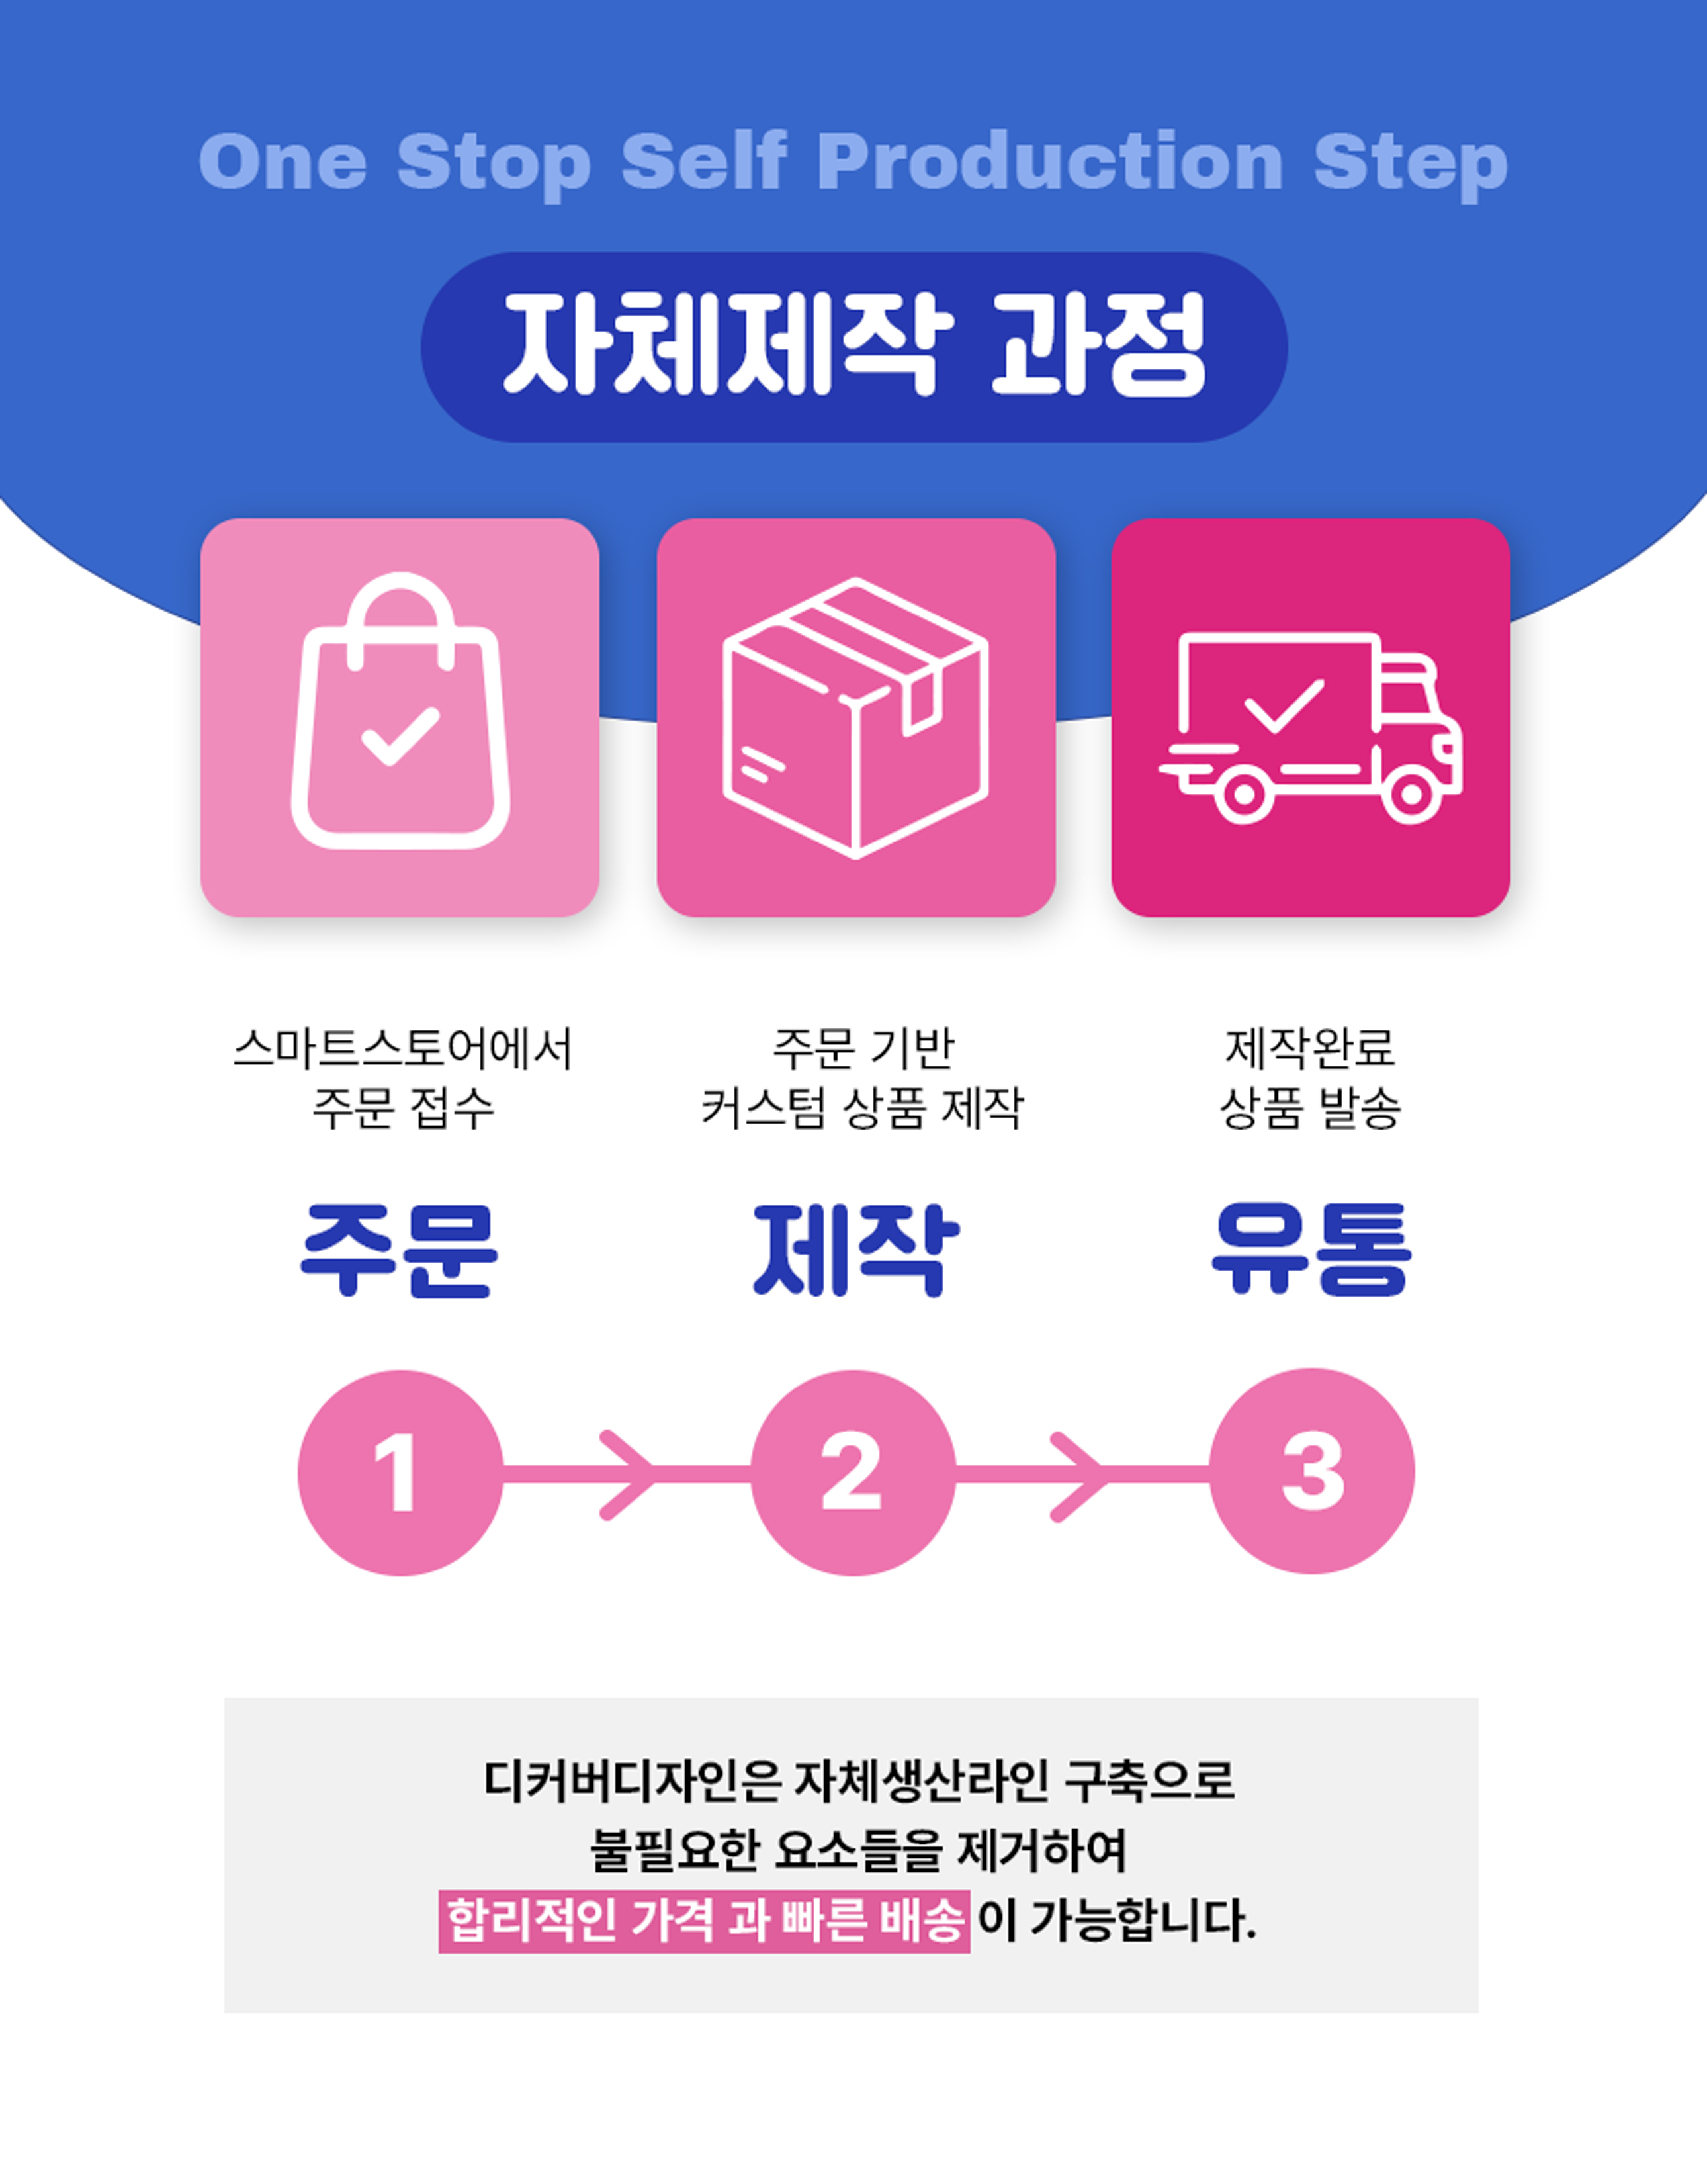 One Stop Self Production Step
자체제작 과정
스마트스토어에서
주문 접수
주문 기반
커스텀 상품 제작
제작완료
상품 발송
주문
제작
유통
1
2
3
디커버디자인은 자체생산라인 구축으로
불필요한 요소들을 제거하여
합리적인 가격 과 빠른 배송 이 가능합니다.